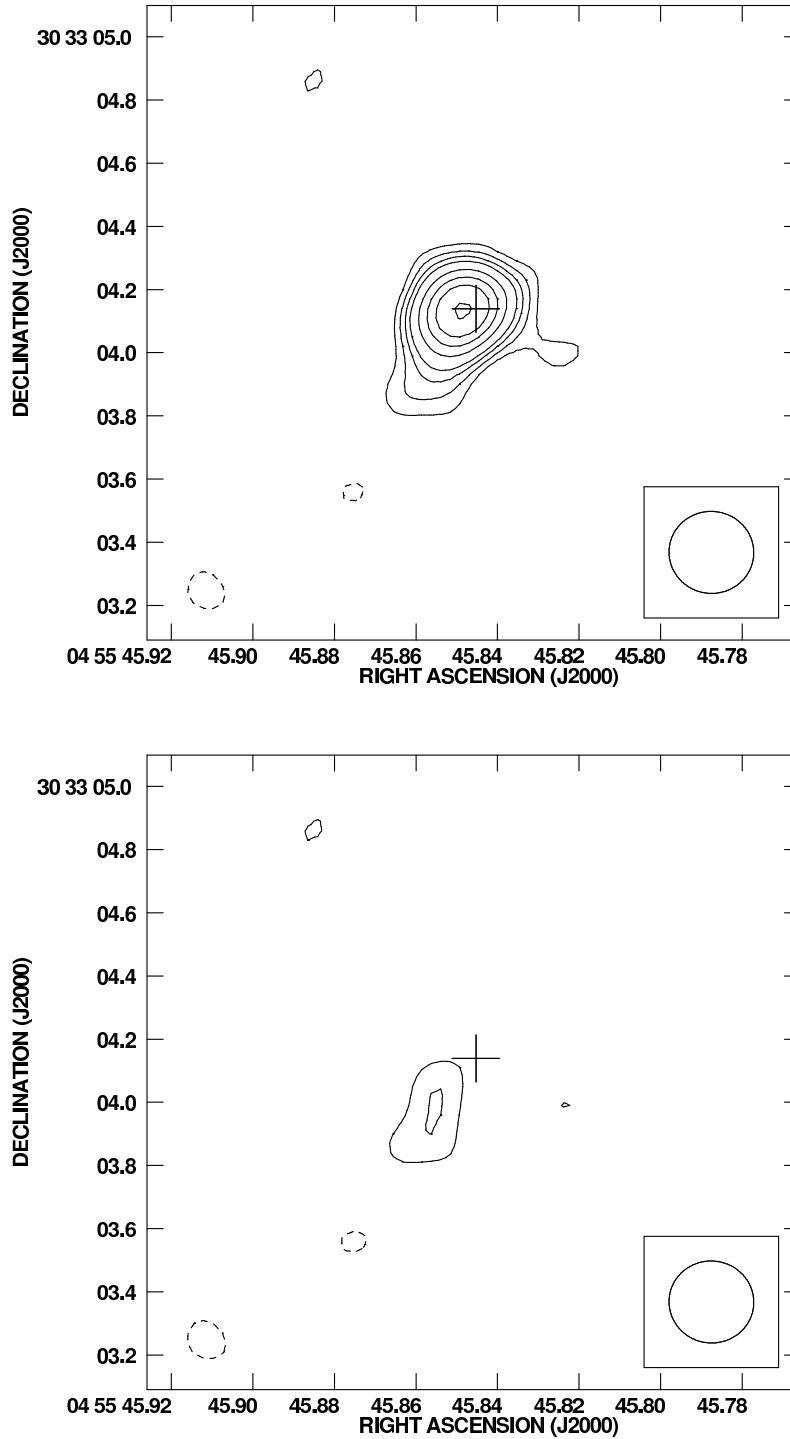 30 33 05.0
04.8
04.6
04.4
04.2
04.0
03.8
03.6
03.4
03.2
DECLINATION (J2000)
04 55 45.92 45.90 45.88 45.86 45.84 45.82 45.80 45.78
RIGHT ASCENSION (J2000)
30 33 05.0
04.8
04.6
04.4
04.2
04.0
03.8
03.6
03.4
03.2
DECLINATION (J2000)
04 55 45.92 45.90 45.88 45.86 45.84 45.82 45.80 45.78
RIGHT ASCENSION (J2000)